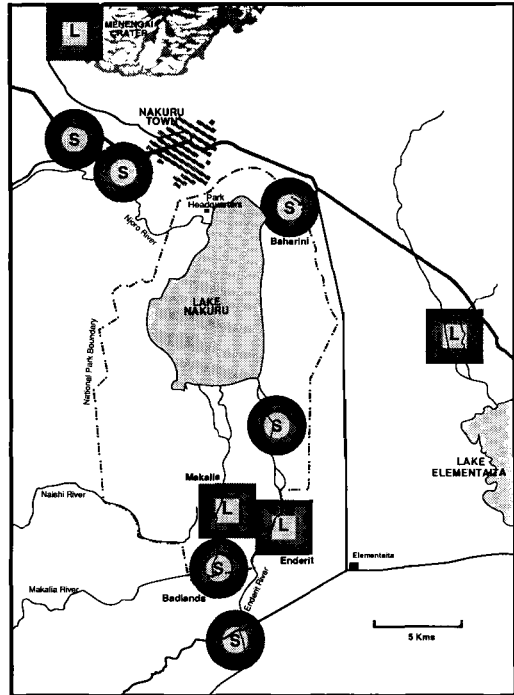 L
MENENGAI
CRATER
NAKURU
TOWN
S
S
Park
Headquarters
S
Baharini
Njoro River
LAKE
NAKURU
National Park Boundary
L
S
LAKE
ELEMENTAITA
Makalia
Naishi River
L
L
Enderit
Elementeita
S
Makalia River
Badlands
Enderit River
S
5 Kms